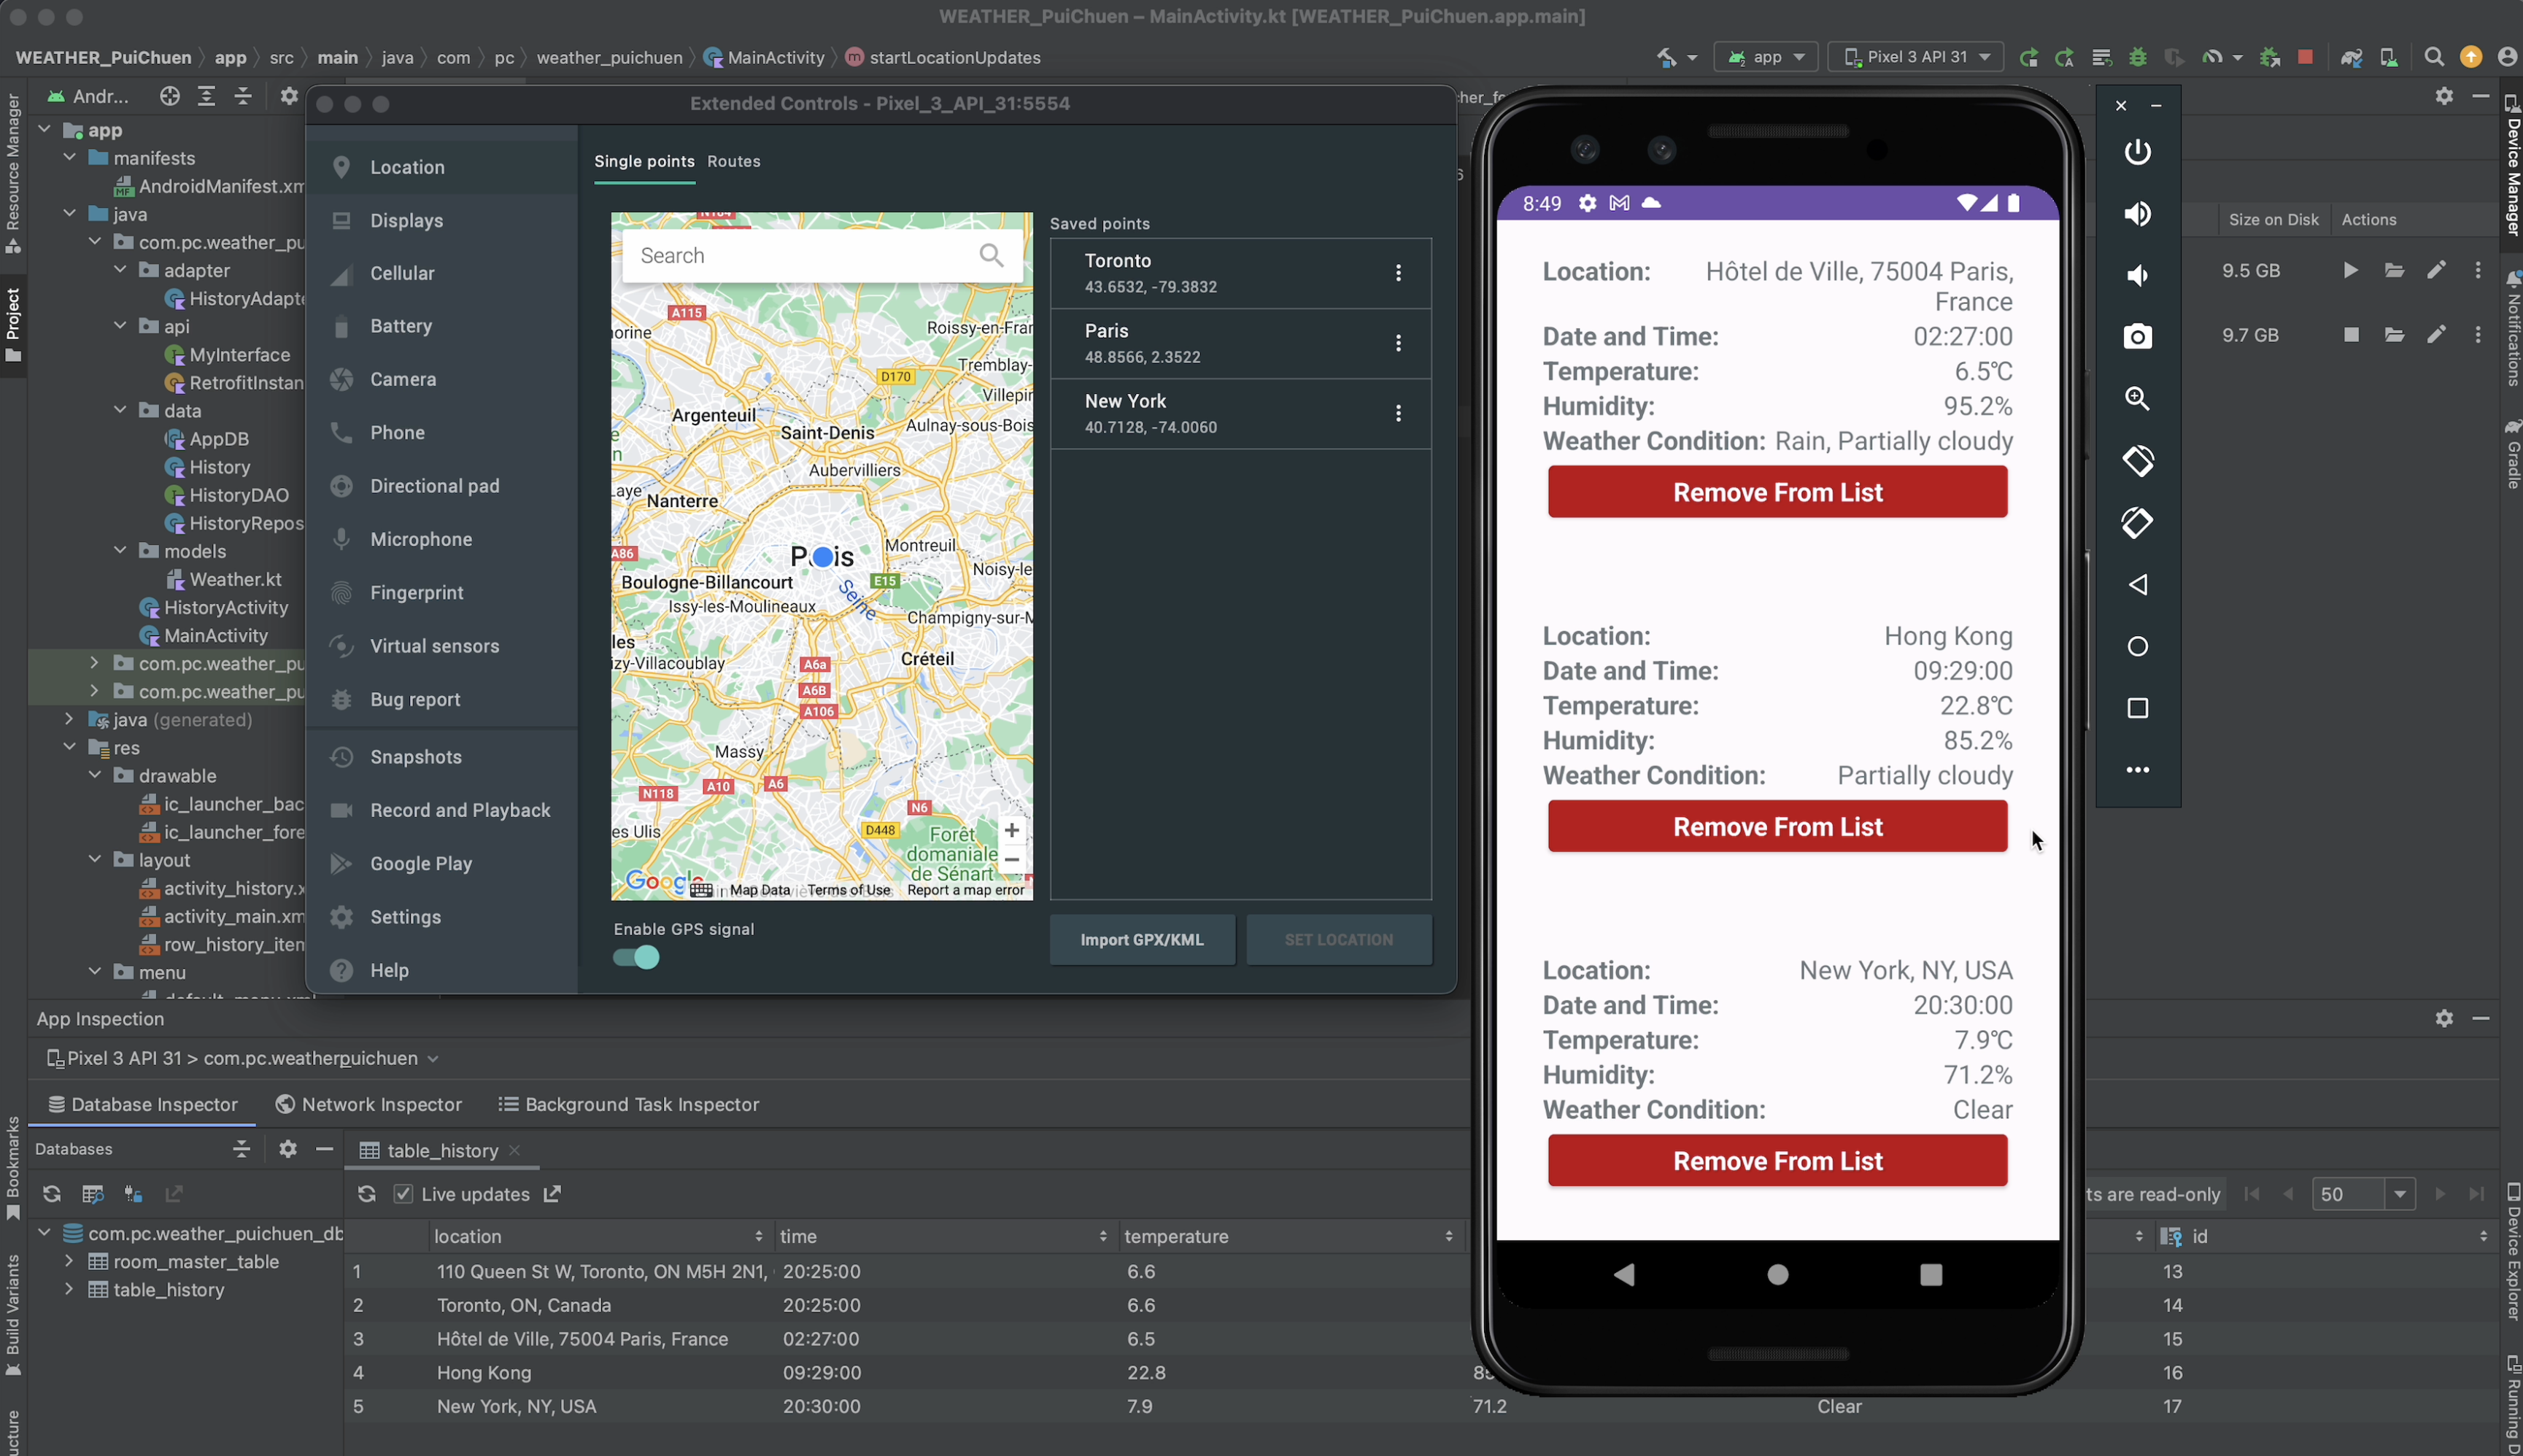 WEATHER_PuiChuen – MainActivity.kt [WEATHER_PuiChuen.app.main]
WEATHER_PuiChuen app src main java com pc weather_puichuen MainActivity startLocationUpdates
app Pixel 3 API 31
Resource Manager
Project
Bookmarks
Build Variants
Andr...
app
manifests
AndroidManifest.xm
java
com.pc.weather_pu
adapter
HistoryAdapte
api
MyInterface
RetrofitInstan
data
AppDB
History
HistoryDAO
HistoryRepos
models
Weather.kt
HistoryActivity
MainActivity
com.pc.weather_pu
com.pc.weather_pu
java (generated)
res
drawable
ic_launcher_bac
ic_launcher_fore
layout
activity_history.x
activity_main.xm
row_history_iten
menu
Extended Controls - Pixel_3_API_31:5554
Location
Displays
Cellular
Battery
Camera
Phone
Directional pad
Microphone
Fingerprint
Virtual sensors
Bug report
Snapshots
Record and Playback
Google Play
Settings
Help
Single points Routes
Search
A115
Roissy-en-Fran
Tremblay-
D170
Villepin
Argenteuil
Saint-Denis
Aulnay-sous-Bois
Aubervilliers
Nanterre
A86
Montreuil
Noisy-le
Boulogne-Billancourt
E15
Issy-les-Moulineaux
Seine
Champigny-sur-M
izy-Villacoublay
A6a
Créteil
A6B
A106
Massy
N118
A10
A6
N6
es Ulis
D448
Forêt
domaniale
de Sénart
Google
Map Data Terms of Use Report a map error
Enable GPS signal
Saved points
Toronto
43.6532, -79.3832
Paris
48.8566, 2.3522
New York
40.7128, -74.0060
Import GPX/KML SET LOCATION
8:49
Location: Hôtel de Ville, 75004 Paris,
France
Date and Time: 02:27:00
Temperature: 6.5℃
Humidity: 95.2%
Weather Condition: Rain, Partially cloudy
Remove From List
Location: Hong Kong
Date and Time: 09:29:00
Temperature: 22.8℃
Humidity: 85.2%
Weather Condition: Partially cloudy
Remove From List
Location: New York, NY, USA
Date and Time: 20:30:00
Temperature: 7.9℃
Humidity: 71.2%
Weather Condition: Clear
Remove From List
Size on Disk Actions
9.5 GB
9.7 GB
Device Manager
Notifications
Gradle
Device Explorer
Running D
App Inspection
Pixel 3 API 31 > com.pc.weatherpuichuen
Database Inspector Network Inspector Background Task Inspector
Databases
table_history
Live updates
ts are read-only
50
com.pc.weather_puichuen_db
room_master_table
table_history
location time temperature id
1 110 Queen St W, Toronto, ON M5H 2N1, 20:25:00 6.6 13
2 Toronto, ON, Canada 20:25:00 6.6 14
3 Hôtel de Ville, 75004 Paris, France 02:27:00 6.5 15
4 Hong Kong 09:29:00 22.8 16
5 New York, NY, USA 20:30:00 7.9 71.2 Clear 17